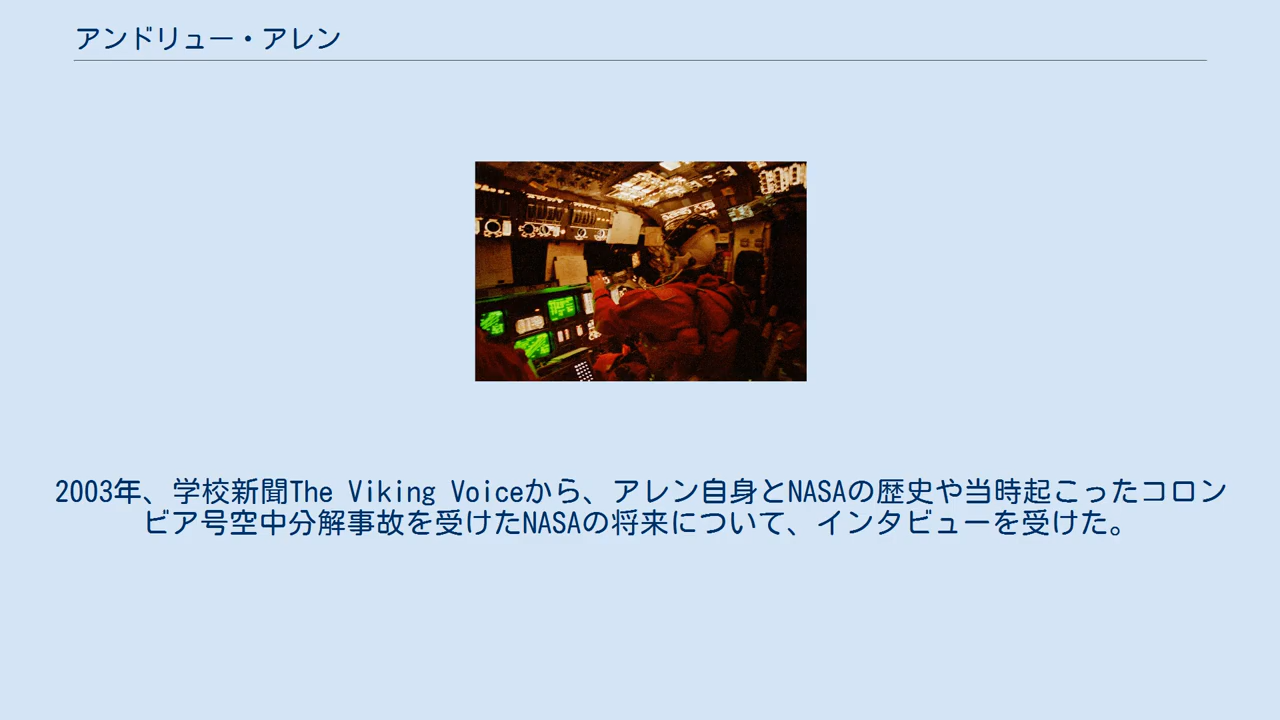 アンドリュー・アレン
2003年、学校新聞The Viking Voiceから、アレン自身とNASAの歴史や当時起こったコロン
ビア号空中分解事故を受けたNASAの将来について、インタビューを受けた。